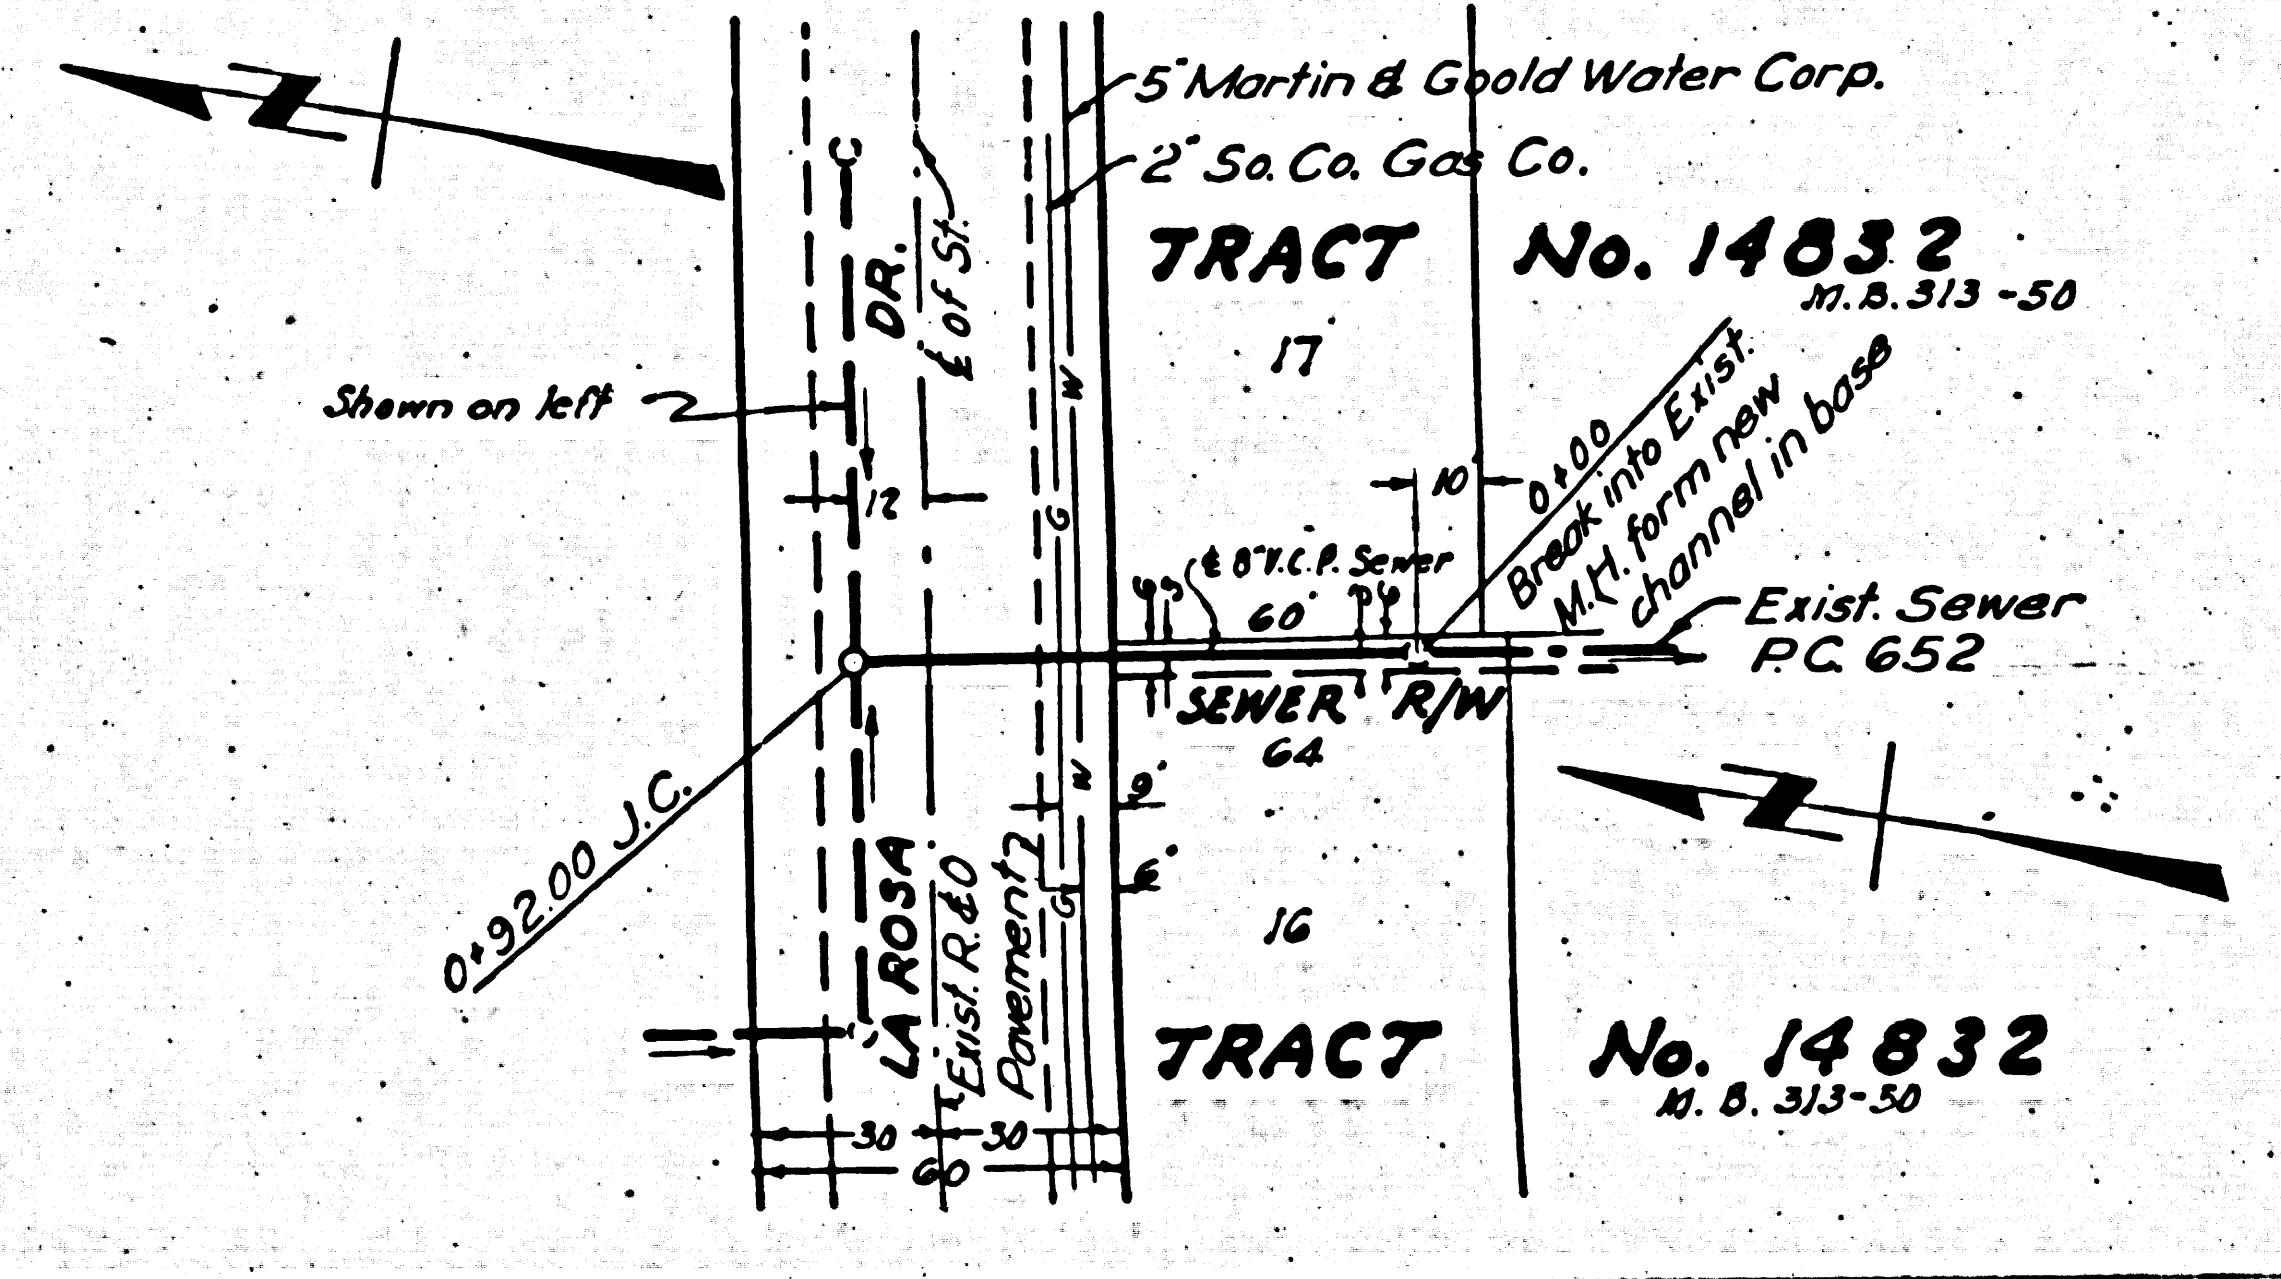 5" Martin & Goold Water Corp.
2" So. Co. Gas Co.
TRACT No. 14832
M.B. 313-50
17
N
Shown on left
DR.
℄ of St.
12
10'
0+00
Break into Exist.
M.H. form new
channel in base
℄ 8" V.C.P. Sewer
60'
Exist. Sewer
P.C. 652
SEWER R/W
64
W
G
W
G
9'
6'
N
0+92.00 J.C.
LA ROSA
Exist. R.&O
Pavement
16
TRACT No. 14832
M.B. 313-50
30 30
60